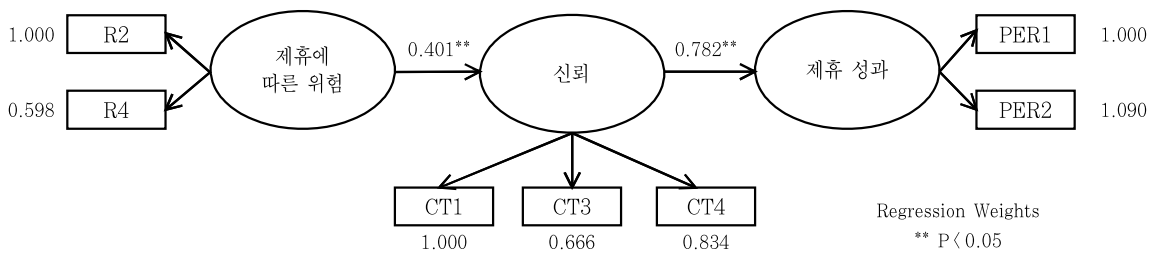 1.000
R2
제휴에
따른 위험
0.401**
신뢰
0.782**
제휴 성과
PER1
1.000
0.598
R4
PER2
1.090
CT1
CT3
CT4
1.000
0.666
0.834
Regression Weights
** P< 0.05